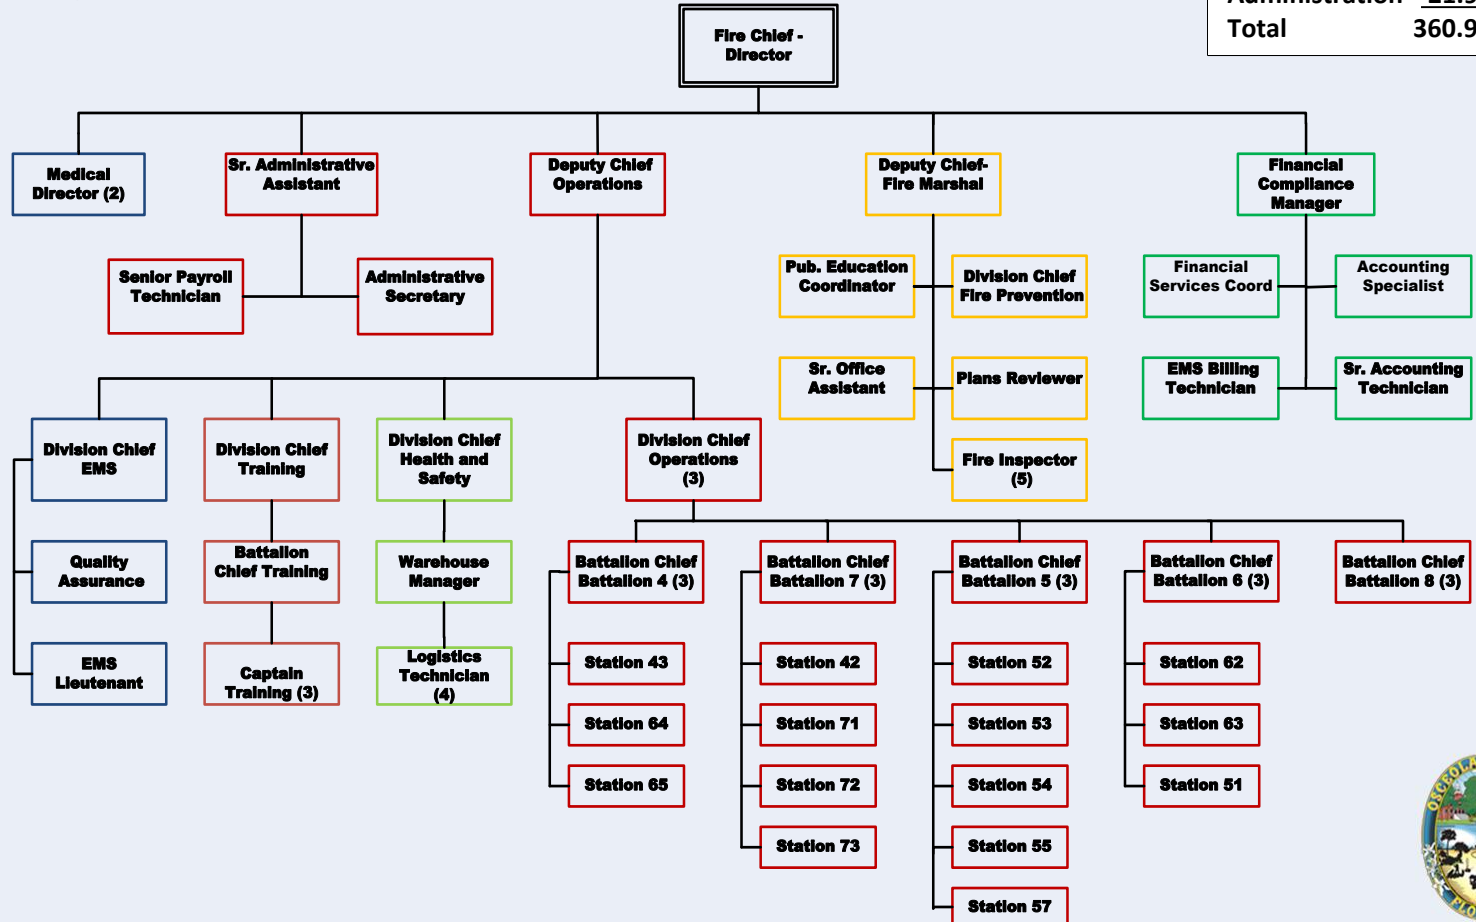 Administration 21.9
Total 360.9
Fire Chief -
Director
Medical
Director (2)
Sr. Administrative
Assistant
Deputy Chief
Operations
Deputy Chief-
Fire Marshal
Financial
Compliance
Manager
Senior Payroll
Technician
Administrative
Secretary
Pub. Education
Coordinator
Division Chief
Fire Prevention
Financial
Services Coord
Accounting
Specialist
Sr. Office
Assistant
Plans Reviewer
EMS Billing
Technician
Sr. Accounting
Technician
Fire Inspector
(5)
Division Chief
EMS
Division Chief
Training
Division Chief
Health and
Safety
Division Chief
Operations
(3)
Quality
Assurance
Battalion
Chief Training
Warehouse
Manager
Battalion Chief
Battalion 4 (3)
Battalion Chief
Battalion 7 (3)
Battalion Chief
Battalion 5 (3)
Battalion Chief
Battalion 6 (3)
Battalion Chief
Battalion 8 (3)
EMS
Lieutenant
Captain
Training (3)
Logistics
Technician
(4)
Station 43
Station 64
Station 65
Station 42
Station 71
Station 72
Station 73
Station 52
Station 53
Station 54
Station 55
Station 57
Station 62
Station 63
Station 51
OSCEOLA
FLO